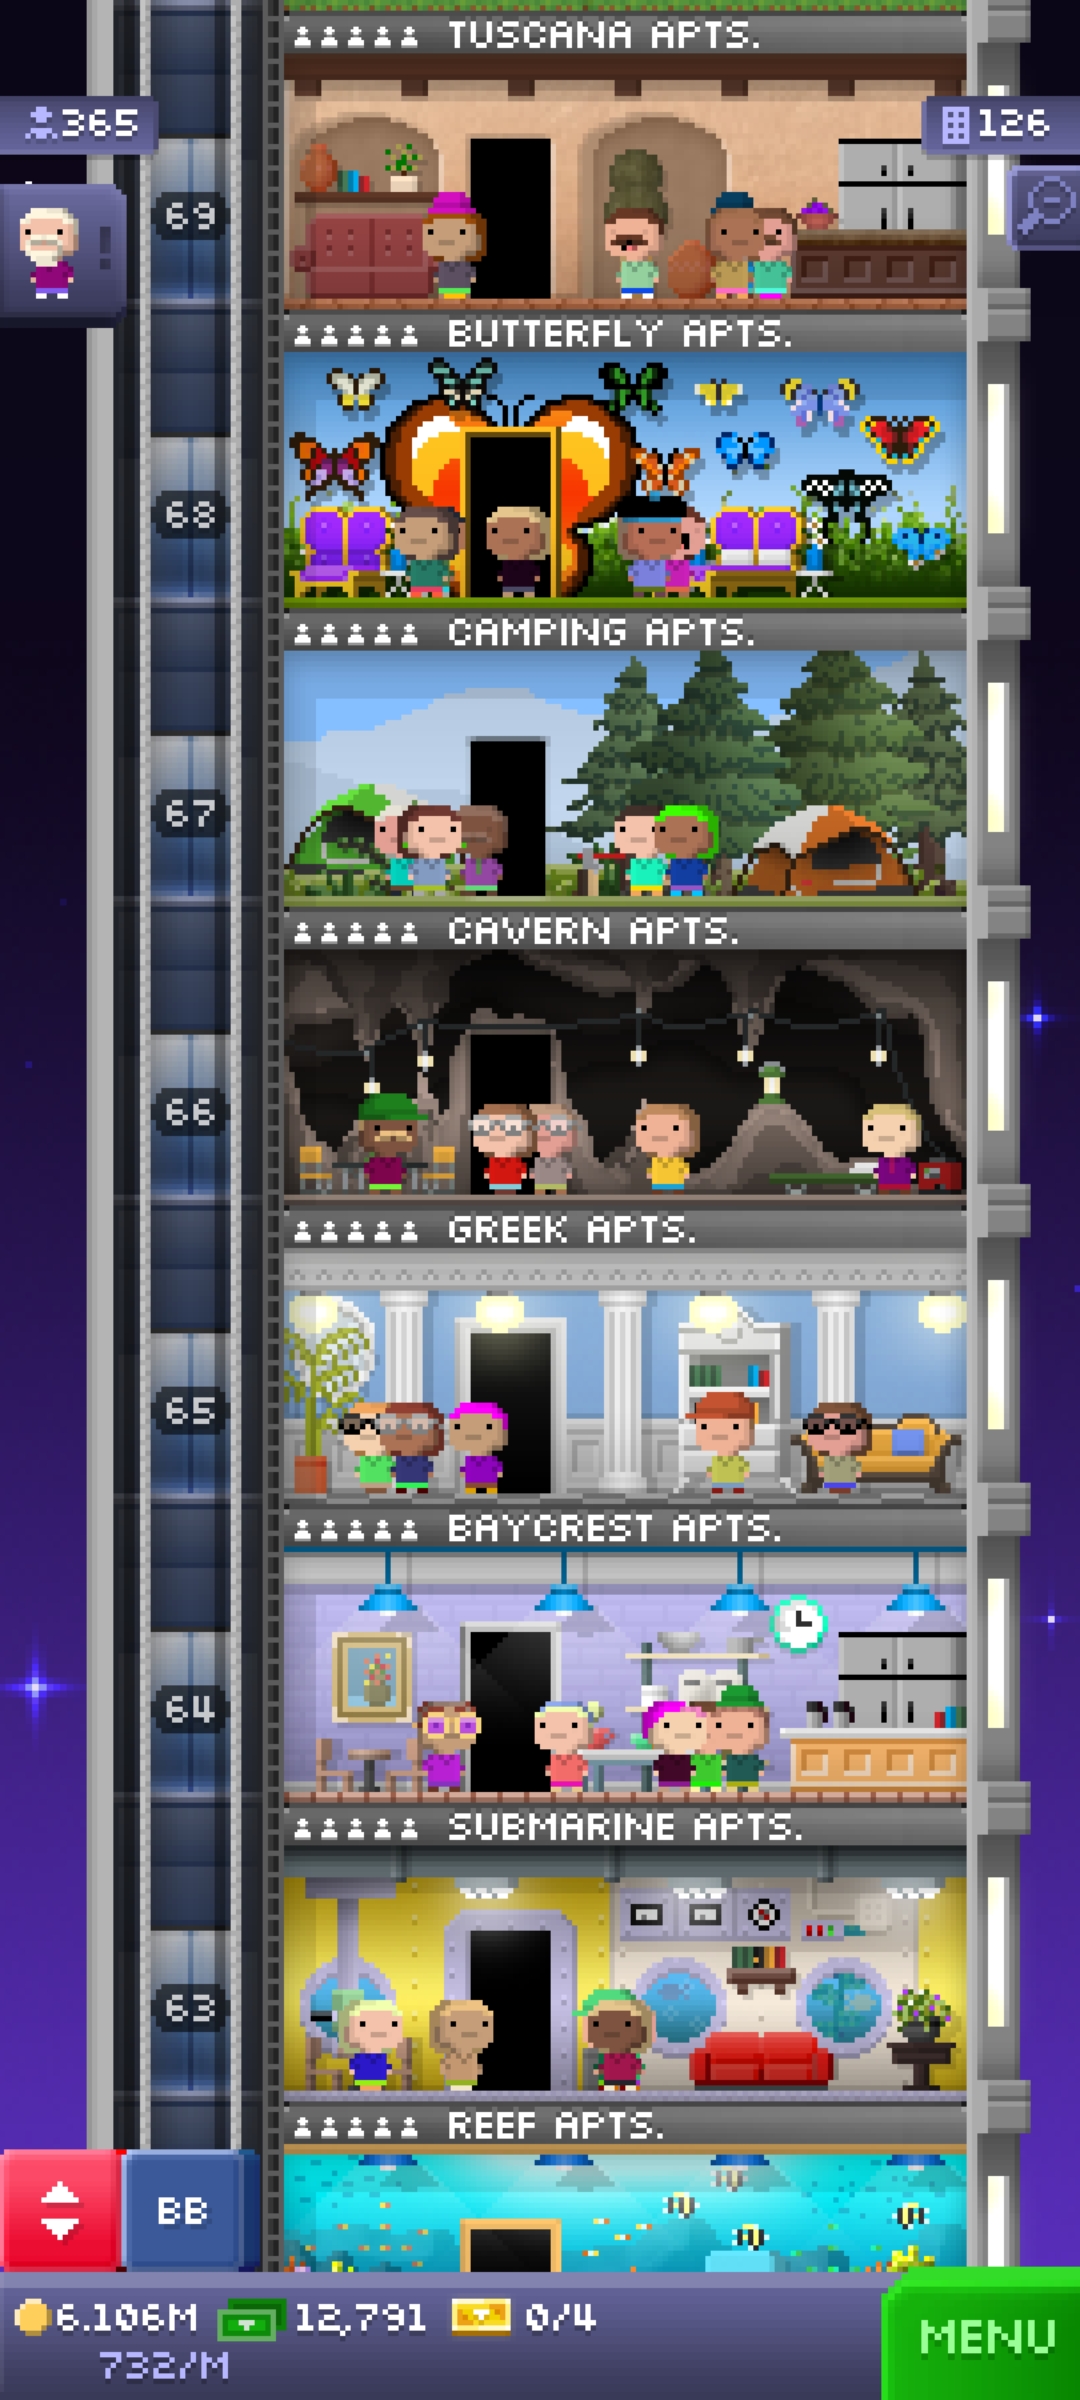 TUSCANA APTS.
365
126
69
BUTTERFLY APTS.
68
CAMPING APTS.
67
CAVERN APTS.
66
GREEK APTS.
65
BAYCREST APTS.
64
SUBMARINE APTS.
63
REEF APTS.
BB
6.106M 12,791 0/4
732/M
MENU